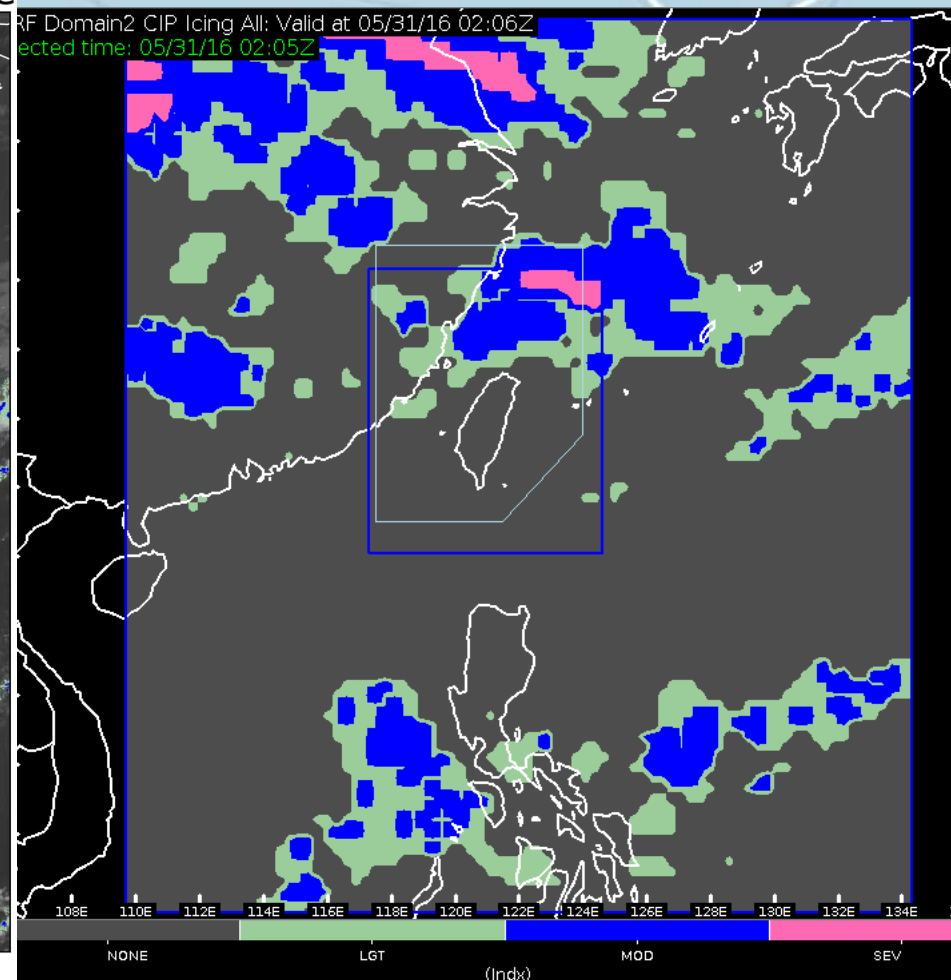 RF Domain2 CIP Icing All: Valid at 05/31/16 02:06Z
ected time: 05/31/16 02:05Z
108E 110E 112E 114E 116E 118E 120E 122E 124E 126E 128E 130E 132E 134E
NONE LGT MOD SEV
(Indx)